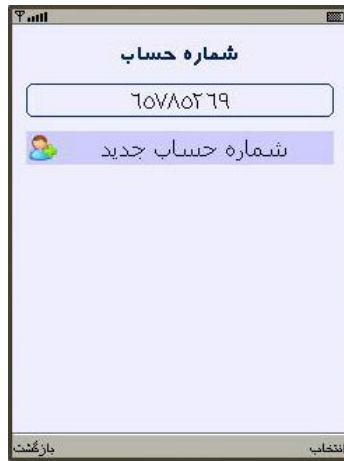 شماره حساب
٦٥٧٨٥٢٦٩
شماره حساب جدید
انتخاب
بازگشت